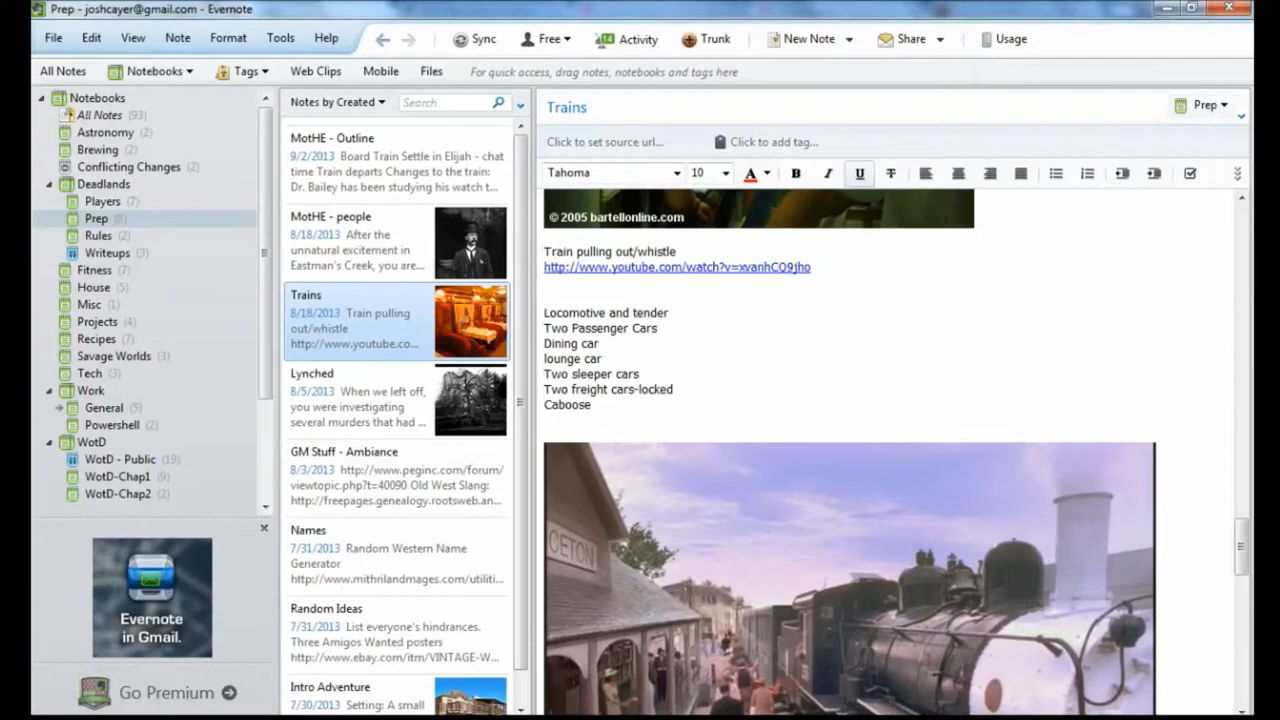 Prep - joshcayer@gmail.com - Evernote
File Edit View Note Format Tools Help
Sync Free 14 Activity Trunk New Note Share Usage
All Notes Notebooks Tags Web Clips Mobile Files For quick access, drag notes, notebooks and tags here
Notebooks
All Notes (93)
Astronomy (2)
Brewing (2)
Conflicting Changes (2)
Deadlands
Players (7)
Prep (8)
Rules (2)
Writeups (3)
Fitness (7)
House (5)
Misc (1)
Projects (4)
Recipes (7)
Savage Worlds (3)
Tech (3)
Work
General (5)
Powershell (2)
WotD
WotD - Public (19)
WotD-Chap1 (9)
WotD-Chap2 (2)
Evernote
in Gmail.
Go Premium
Notes by Created Search
MotHE - Outline
9/2/2013 Board Train Settle in Elijah - chat
time Train departs Changes to the train:
Dr. Bailey has been studying his watch t...
MotHE - people
8/18/2013 After the
unnatural excitement in
Eastman's Creek, you are...
Trains
8/18/2013 Train pulling
out/whistle
http://www.youtube.co...
Lynched
8/5/2013 When we left off,
you were investigating
several murders that had ...
GM Stuff - Ambiance
8/3/2013 http://www.peginc.com/forum/
viewtopic.php?t=40090 Old West Slang:
http://freepages.genealogy.rootsweb.an...
Names
7/31/2013 Random Western Name
Generator
http://www.mithrilandmages.com/utiliti...
Random Ideas
7/31/2013 List everyone's hindrances.
Three Amigos Wanted posters
http://www.ebay.com/itm/VINTAGE-W...
Intro Adventure
7/30/2013 Setting: A small
Trains Prep
Click to set source url... Click to add tag...
Tahoma 10 A B I U T
© 2005 bartellonline.com
Train pulling out/whistle
http://www.youtube.com/watch?v=xvanhCQ9jho
Locomotive and tender
Two Passenger Cars
Dining car
lounge car
Two sleeper cars
Two freight cars-locked
Caboose
CETON